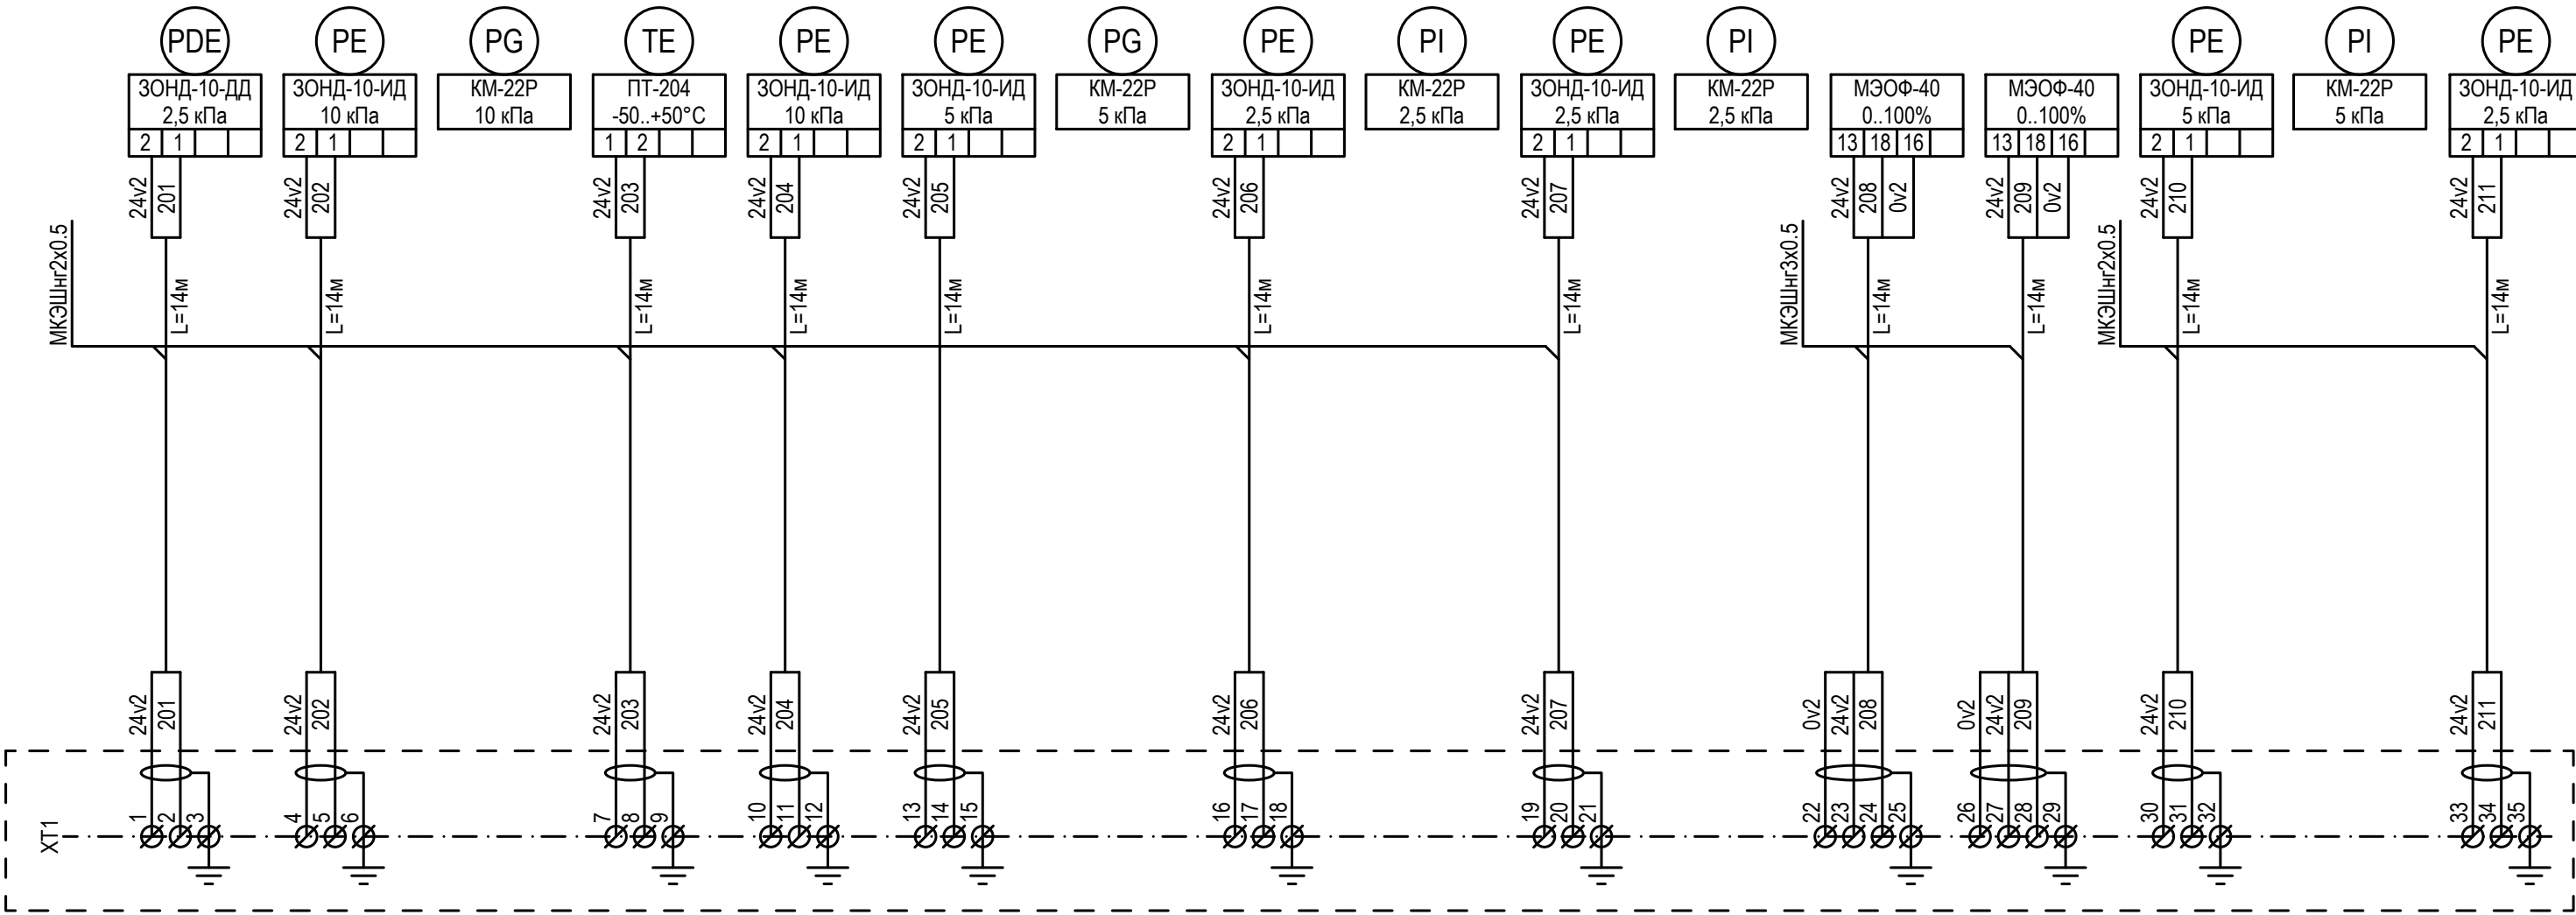 PDE PE PG TE PE PE PG PE PI PE PI PE PI PE
ЗОНД-10-ДД ЗОНД-10-ИД КМ-22Р ПТ-204 ЗОНД-10-ИД ЗОНД-10-ИД КМ-22Р ЗОНД-10-ИД КМ-22Р ЗОНД-10-ИД КМ-22Р МЭОФ-40 МЭОФ-40 ЗОНД-10-ИД КМ-22Р ЗОНД-10-ИД
2,5 кПа 10 кПа 10 кПа -50..+50°С 10 кПа 5 кПа 5 кПа 2,5 кПа 2,5 кПа 2,5 кПа 2,5 кПа 0..100% 0..100% 5 кПа 5 кПа 2,5 кПа
2 1 2 1 1 2 2 1 2 1 2 1 2 1 13 18 16 13 18 16 2 1 2 1
24v2 201 24v2 202 24v2 203 24v2 204 24v2 205 24v2 206 24v2 207 24v2 208 0v2 24v2 209 0v2 24v2 210 24v2 211
МКЭШнг2х0.5 МКЭШнг3х0.5 МКЭШнг2х0.5
L=14м L=14м L=14м L=14м L=14м L=14м L=14м L=14м L=14м L=14м L=14м
24v2 201 24v2 202 24v2 203 24v2 204 24v2 205 24v2 206 24v2 207 0v2 24v2 208 0v2 24v2 209 24v2 210 24v2 211
1 2 3 4 5 6 7 8 9 10 11 12 13 14 15 16 17 18 19 20 21 22 23 24 25 26 27 28 29 30 31 32 33 34 35
ХТ1